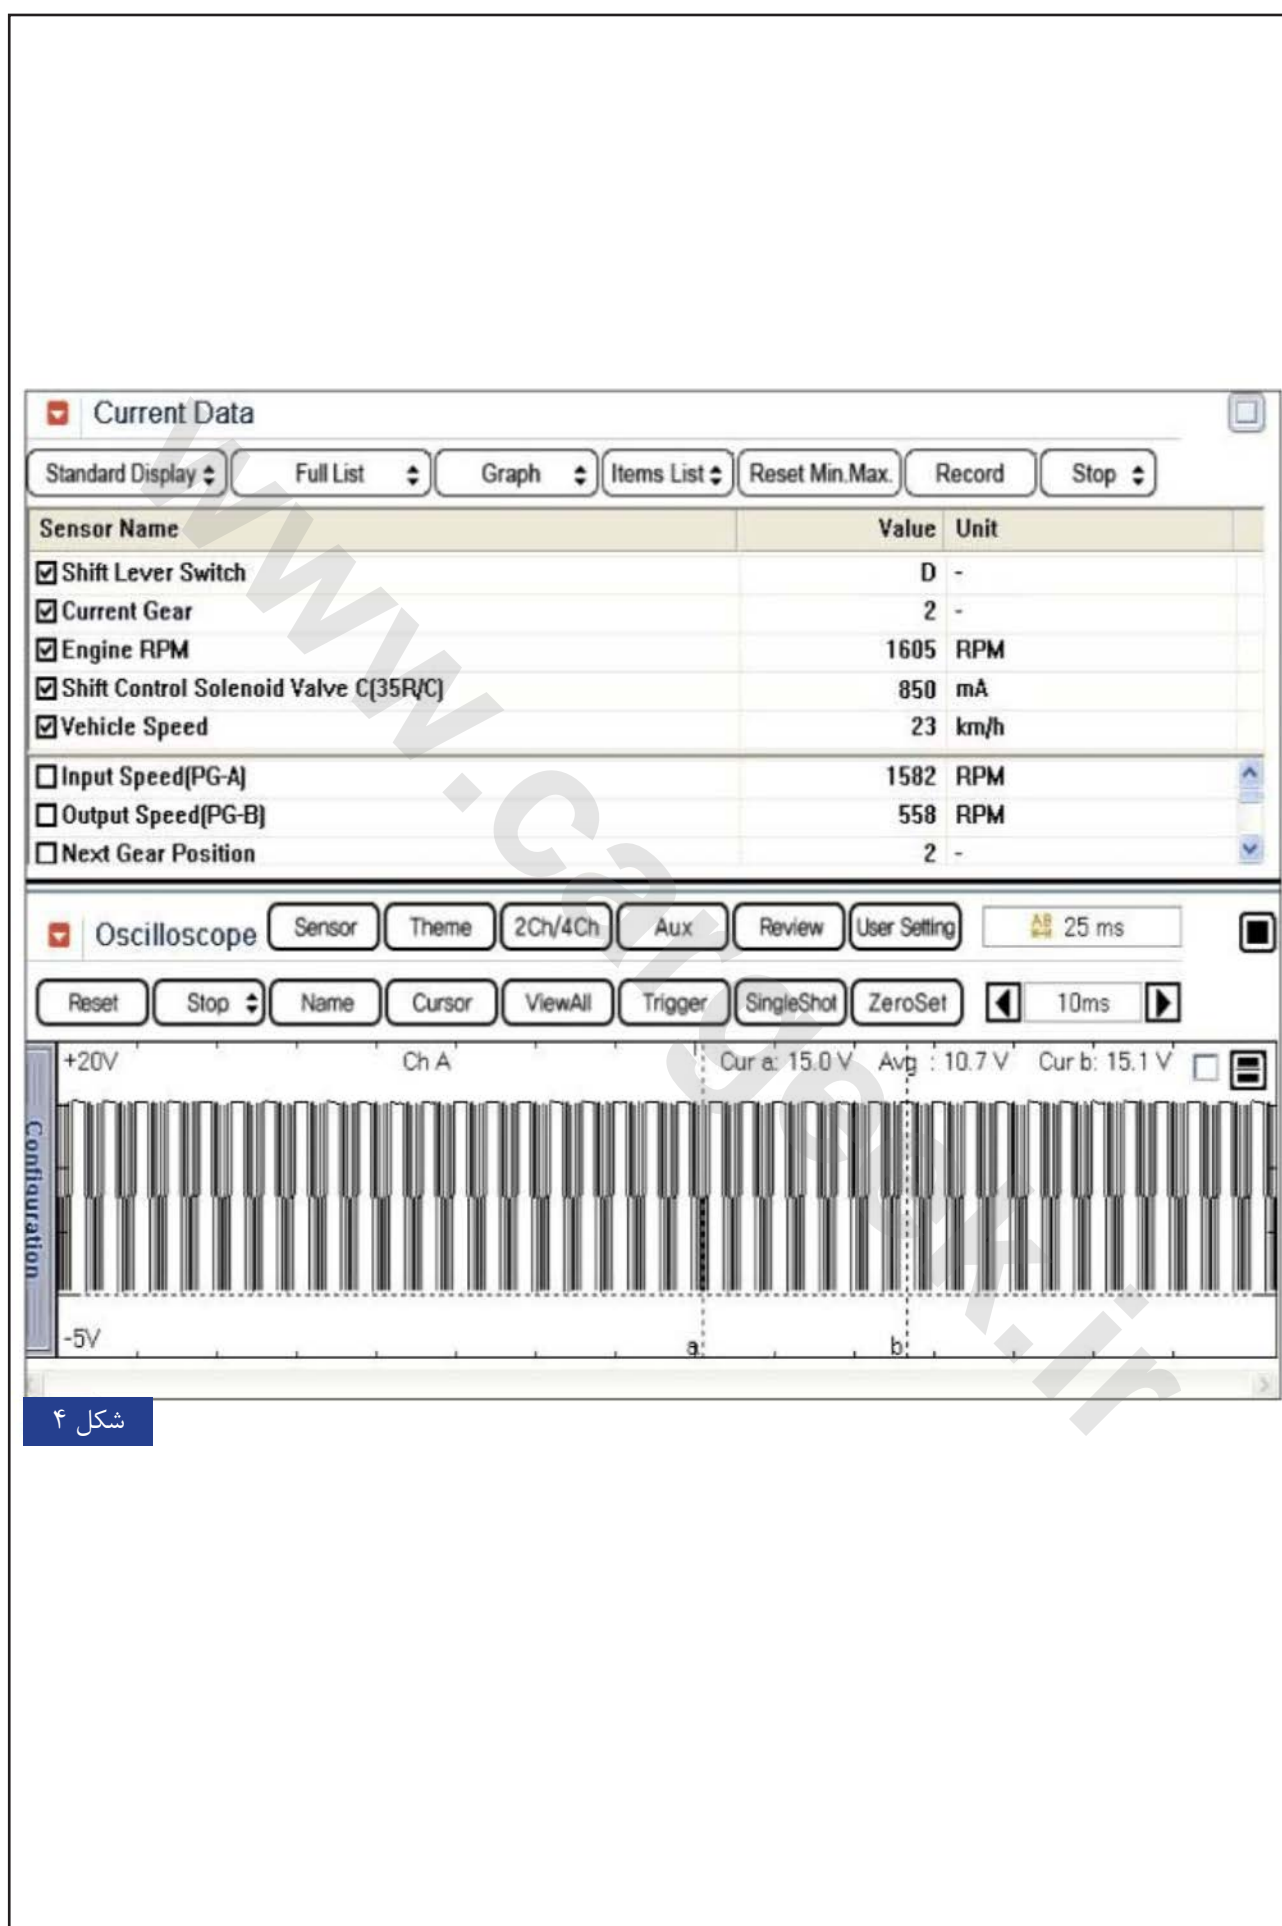 Current Data
Standard Display Full List Graph Items List Reset Min.Max. Record Stop
Sensor Name Value Unit
Shift Lever Switch D -
Current Gear 2 -
Engine RPM 1605 RPM
Shift Control Solenoid Valve C(35R/C) 850 mA
Vehicle Speed 23 km/h
Input Speed(PG-A) 1582 RPM
Output Speed(PG-B) 558 RPM
Next Gear Position 2 -
Oscilloscope Sensor Theme 2Ch/4Ch Aux Review User Setting AB 25 ms
Reset Stop Name Cursor ViewAll Trigger SingleShot ZeroSet 10ms
+20V Ch A Cur a: 15.0 V Avg : 10.7 V Cur b: 15.1 V
Configuration
-5V a b
شکل ۴
www.cargeek.ir